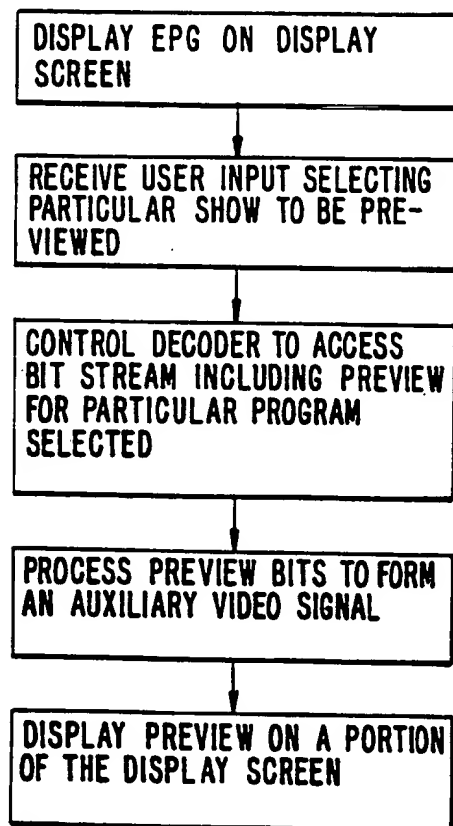 DISPLAY EPG ON DISPLAY
SCREEN
RECEIVE USER INPUT SELECTING
PARTICULAR SHOW TO BE PRE-
VIEWED
CONTROL DECODER TO ACCESS
BIT STREAM INCLUDING PREVIEW
FOR PARTICULAR PROGRAM
SELECTED
PROCESS PREVIEW BITS TO FORM
AN AUXILIARY VIDEO SIGNAL
DISPLAY PREVIEW ON A PORTION
OF THE DISPLAY SCREEN